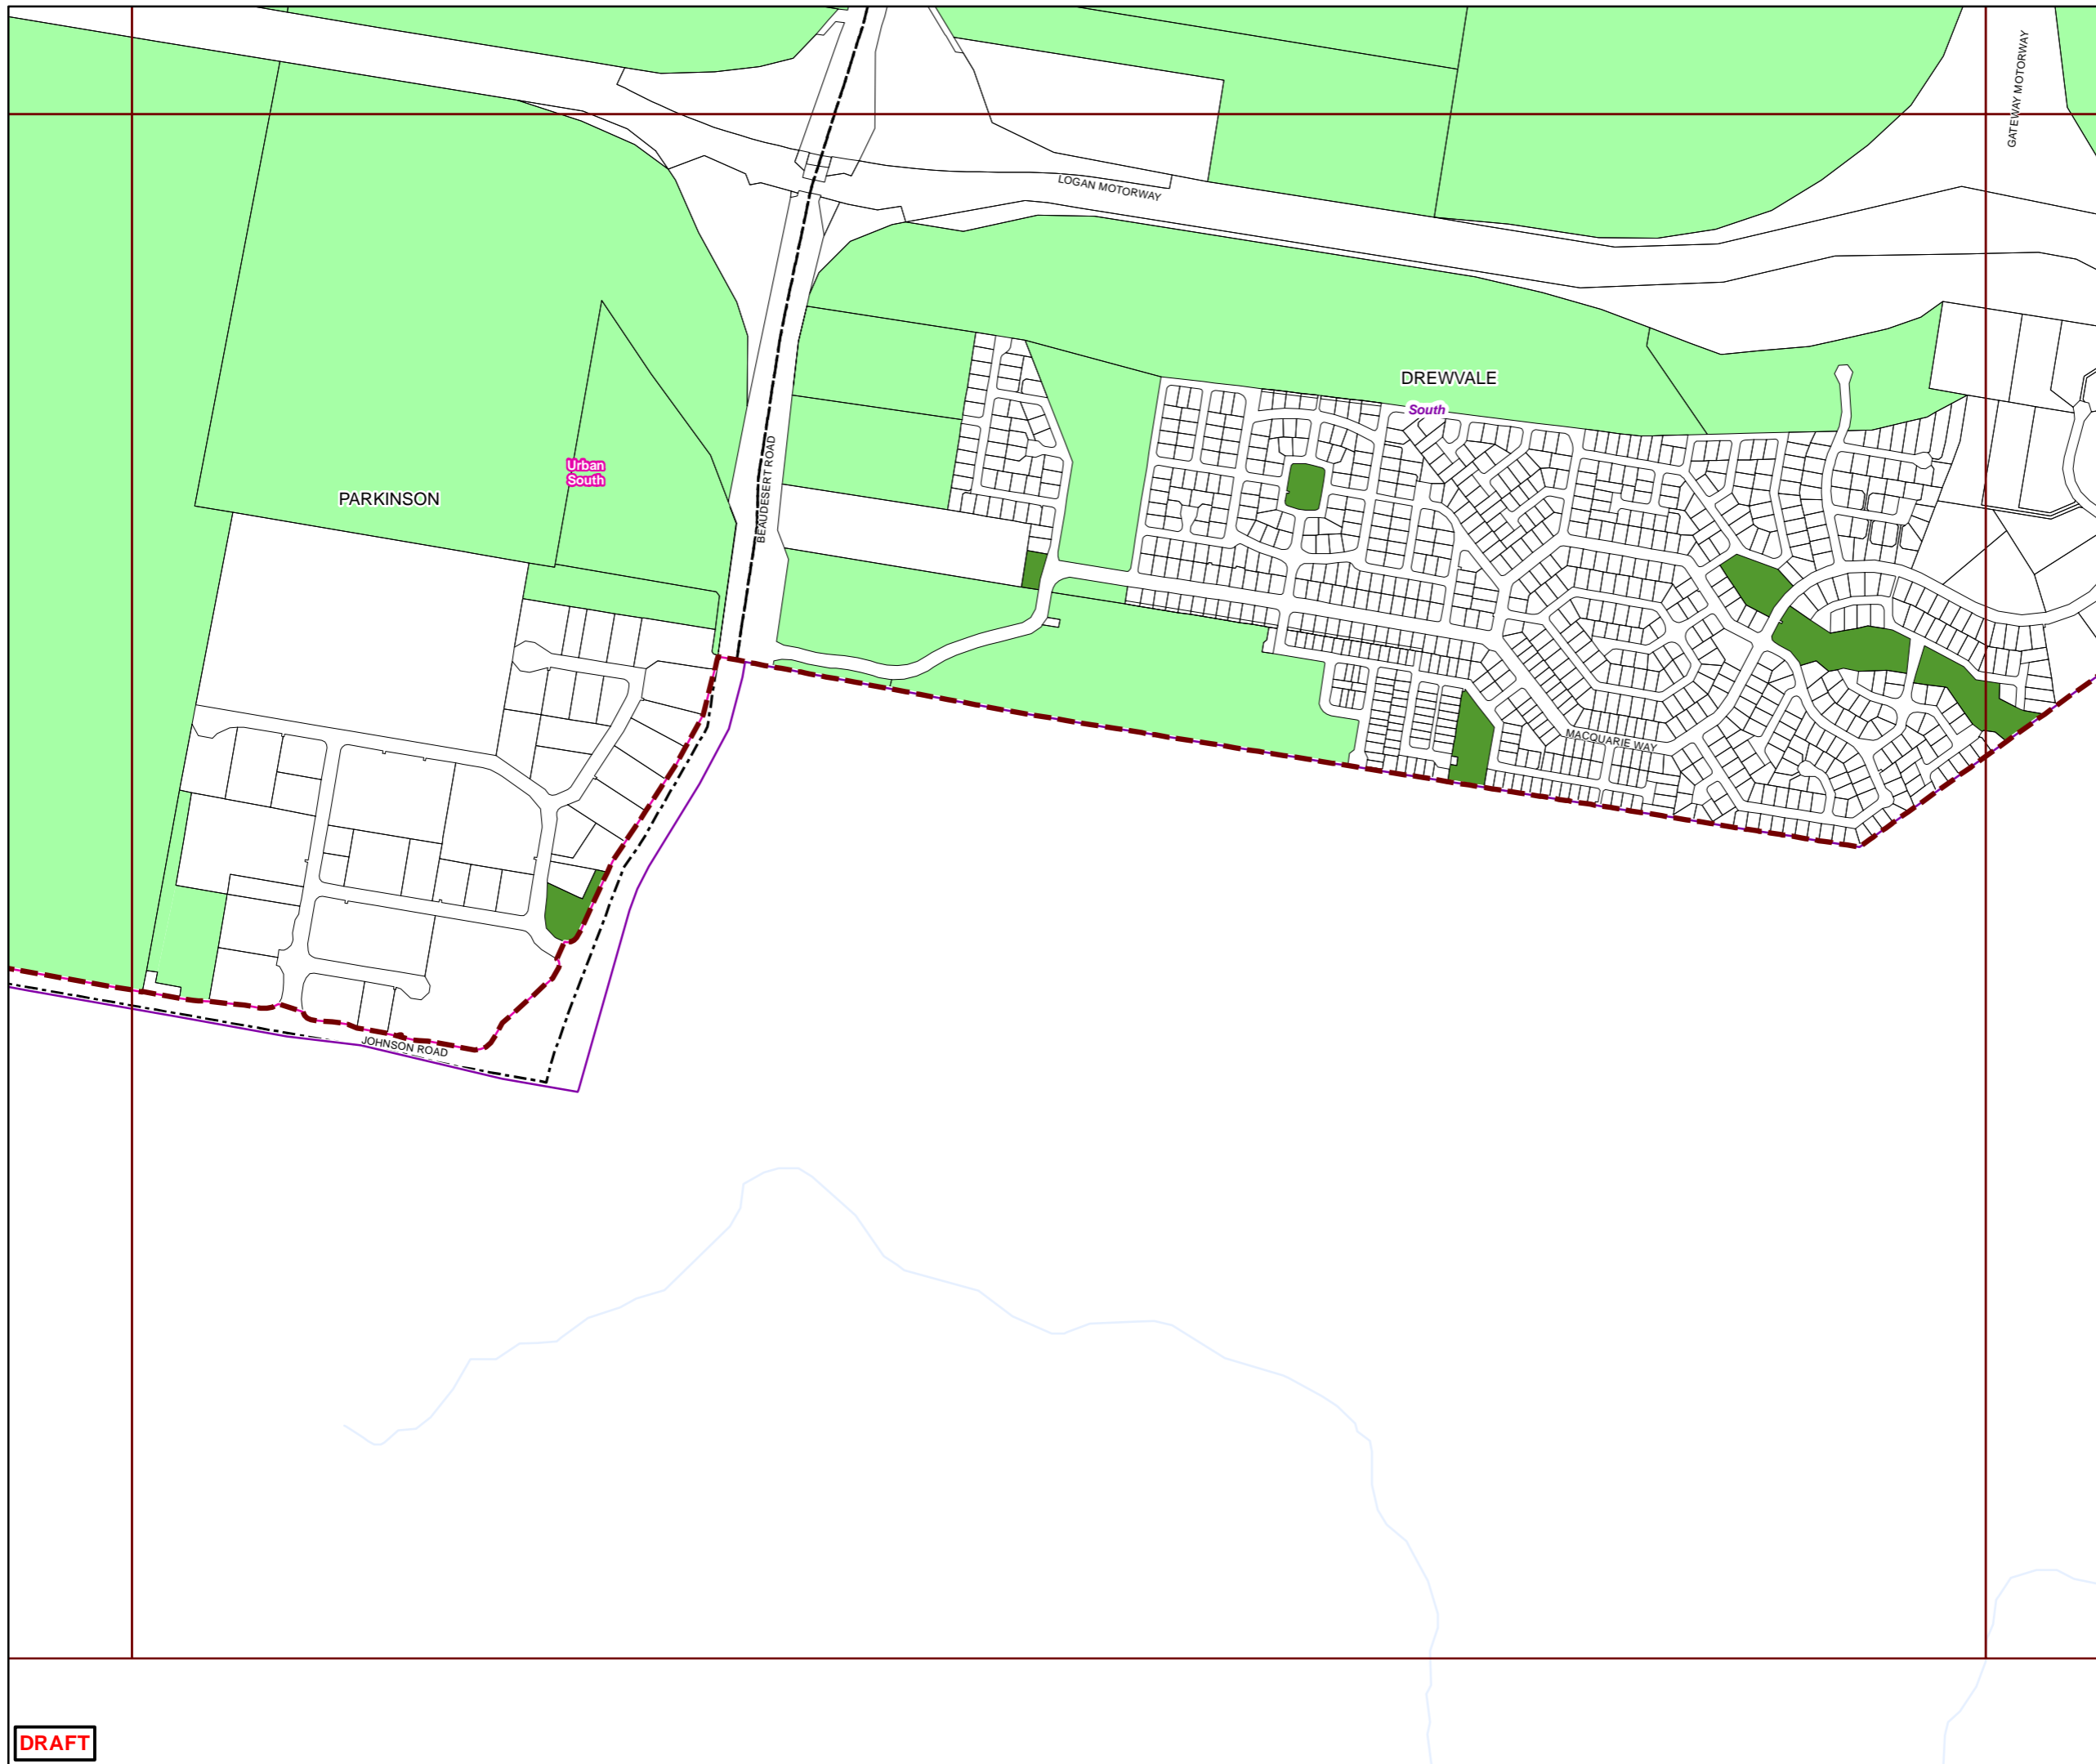 GATEWAY MOTORWAY
LOGAN MOTORWAY
DREWVALE
South
Urban
South
PARKINSON
BEAUDESERT ROAD
MACQUARIE WAY
JOHNSON ROAD
DRAFT